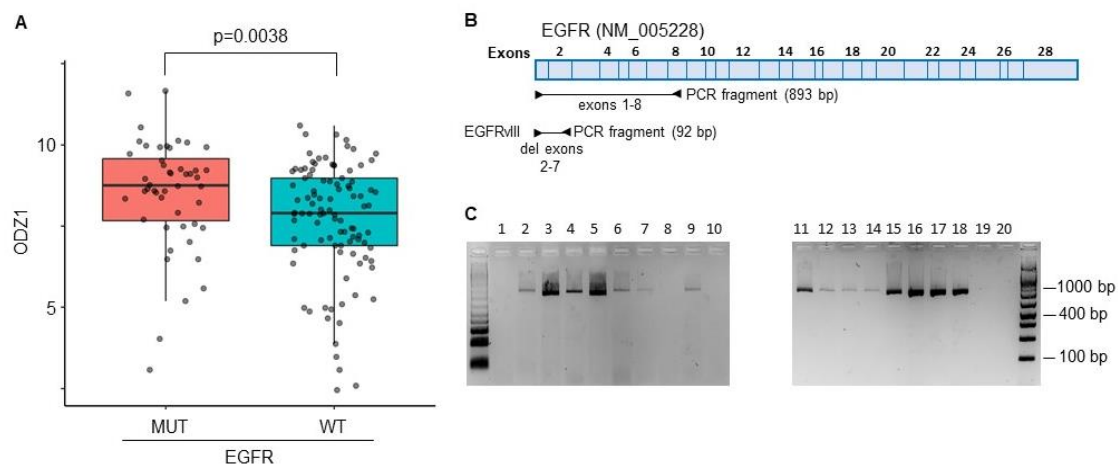 A
p=0.0038
10
5
ODZ1
MUT
WT
EGFR
B
EGFR (NM_005228)
Exons 2 4 6 8 10 12 14 16 18 20 22 24 26 28
PCR fragment (893 bp)
exons 1-8
EGFRvIII
PCR fragment (92 bp)
del exons
2-7
C
1 2 3 4 5 6 7 8 9 10
11 12 13 14 15 16 17 18 19 20
1000 bp
400 bp
100 bp